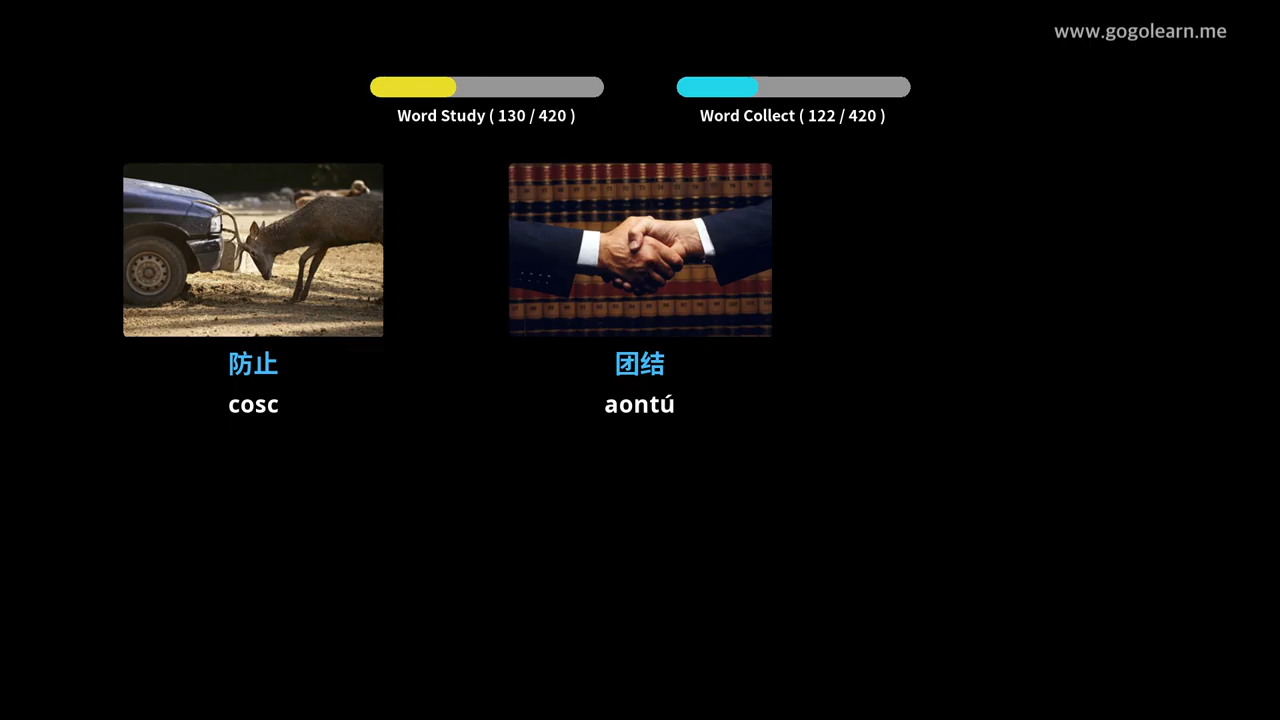 www.gogolearn.me
Word Study ( 130 / 420 )
Word Collect ( 122 / 420 )
防止
cosc
团结
aontú